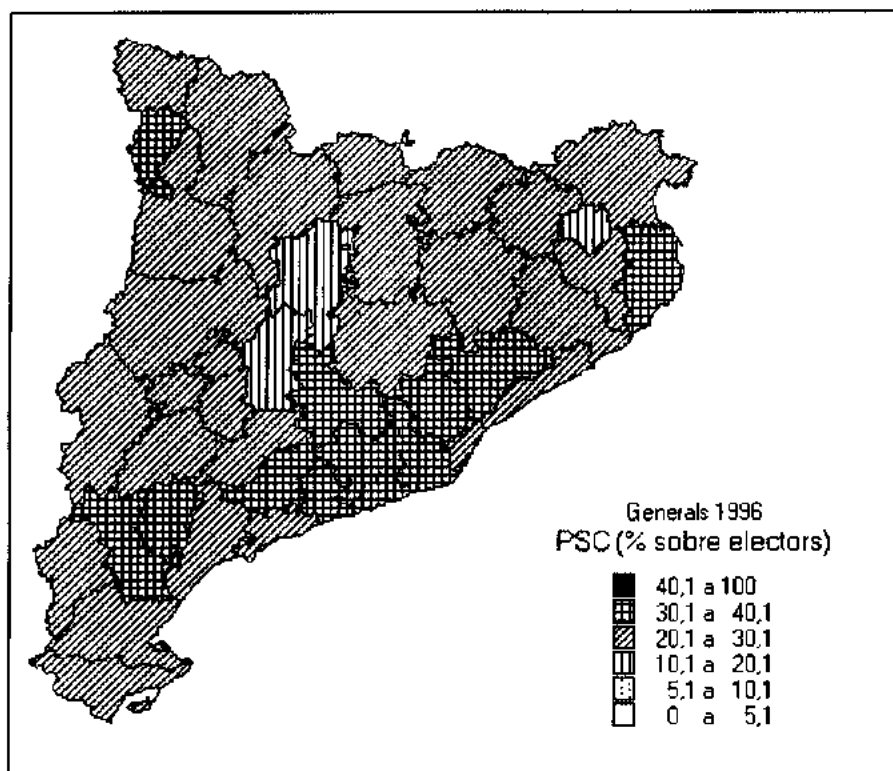 Generals 1996
PSC (% sobre electors)
40,1 a 100
30,1 a 40,1
20,1 a 30,1
10,1 a 20,1
5,1 a 10,1
0 a 5,1